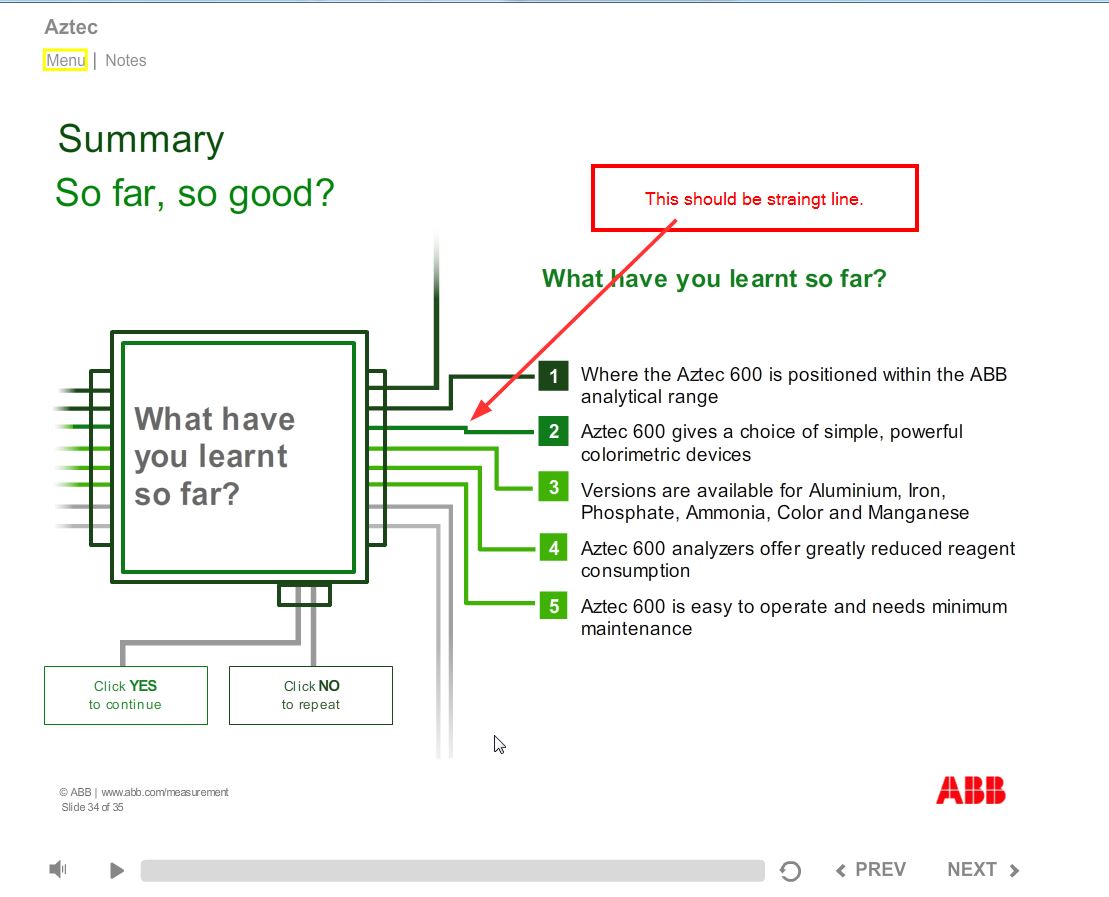 Aztec
Menu | Notes
Summary
So far, so good?
This should be straingt line.
What have you learnt so far?
What have
you learnt
so far?
1 Where the Aztec 600 is positioned within the ABB
analytical range
2 Aztec 600 gives a choice of simple, powerful
colorimetric devices
3 Versions are available for Aluminium, Iron,
Phosphate, Ammonia, Color and Manganese
4 Aztec 600 analyzers offer greatly reduced reagent
consumption
5 Aztec 600 is easy to operate and needs minimum
maintenance
Click YES
to continue
Click NO
to repeat
© ABB | www.abb.com/measurement
Slide 34 of 35
ABB
PREV
NEXT